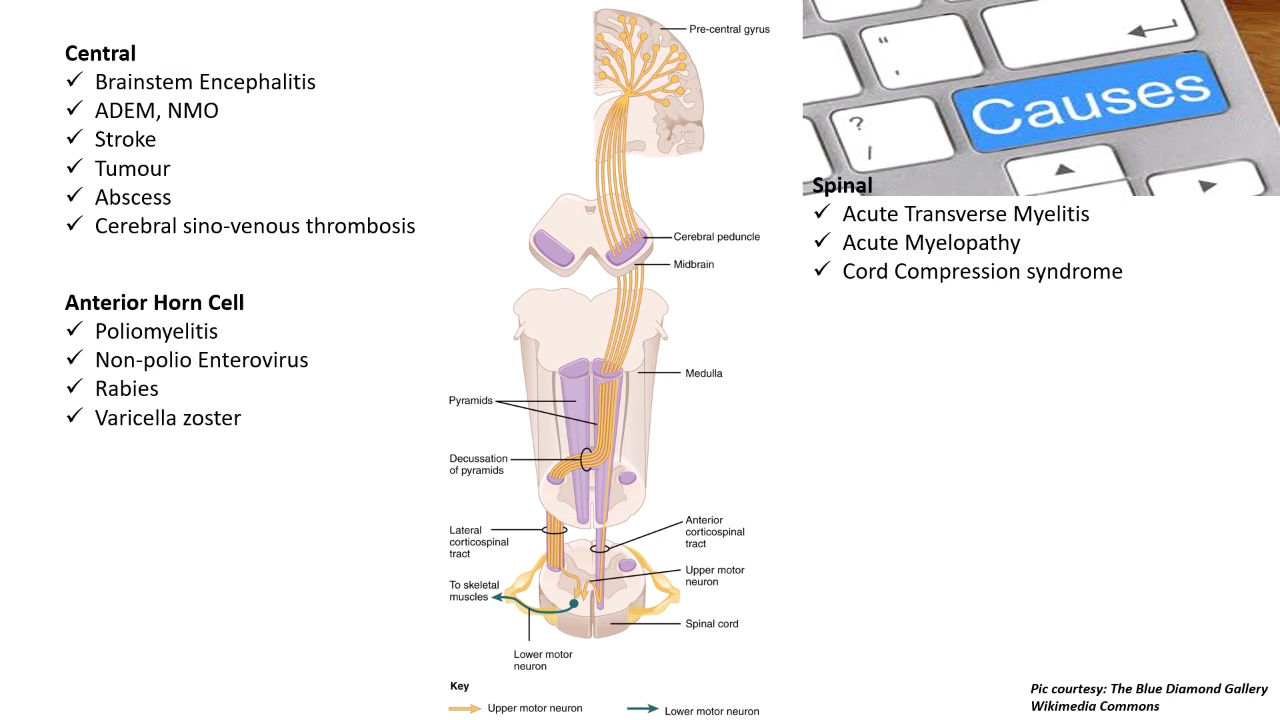 Central
✓ Brainstem Encephalitis
✓ ADEM, NMO
✓ Stroke
✓ Tumour
✓ Abscess
✓ Cerebral sino-venous thrombosis
Anterior Horn Cell
✓ Poliomyelitis
✓ Non-polio Enterovirus
✓ Rabies
✓ Varicella zoster
Pre-central gyrus
Cerebral peduncle
Midbrain
Medulla
Pyramids
Decussation
of pyramids
Lateral
corticospinal
tract
Anterior
corticospinal
tract
To skeletal
muscles
Upper motor
neuron
Spinal cord
Lower motor
neuron
Key
Upper motor neuron
Lower motor neuron
"
'
?
/
Causes
Spinal
✓ Acute Transverse Myelitis
✓ Acute Myelopathy
✓ Cord Compression syndrome
Pic courtesy: The Blue Diamond Gallery
Wikimedia Commons